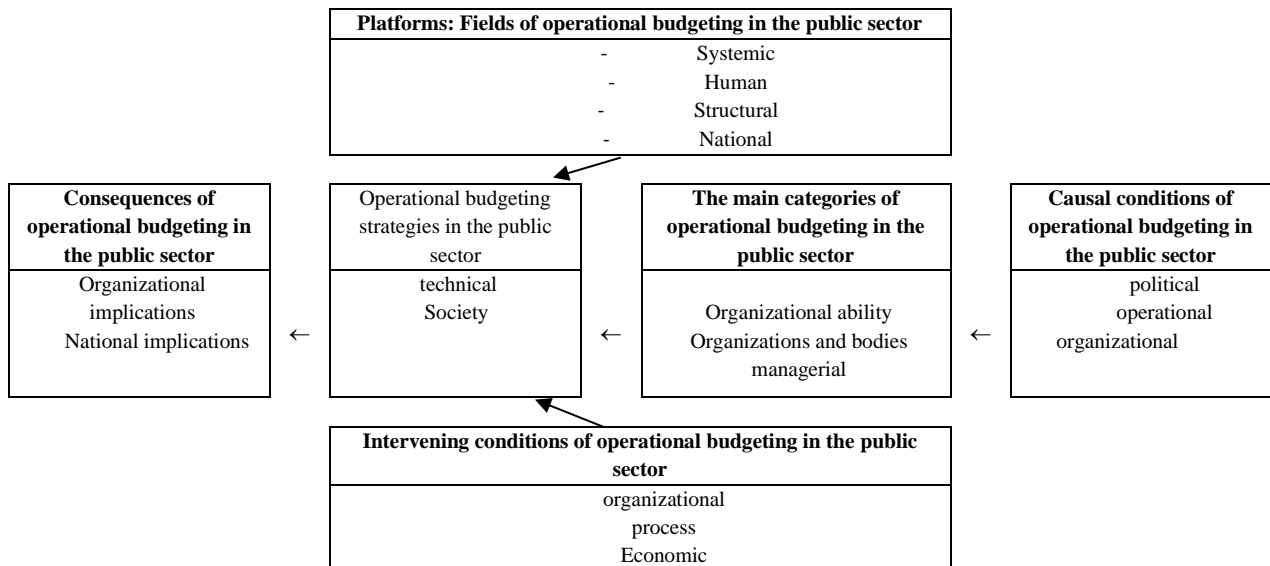 Platforms: Fields of operational budgeting in the public sector
- Systemic
- Human
- Structural
- National
Consequences of
operational budgeting in
the public sector
Organizational
implications
National implications
←
Operational budgeting
strategies in the public
sector
technical
Society
←
The main categories of
operational budgeting in the
public sector
Organizational ability
Organizations and bodies
managerial
←
Causal conditions of
operational budgeting in
the public sector
political
operational
organizational
Intervening conditions of operational budgeting in the public
sector
organizational
process
Economic